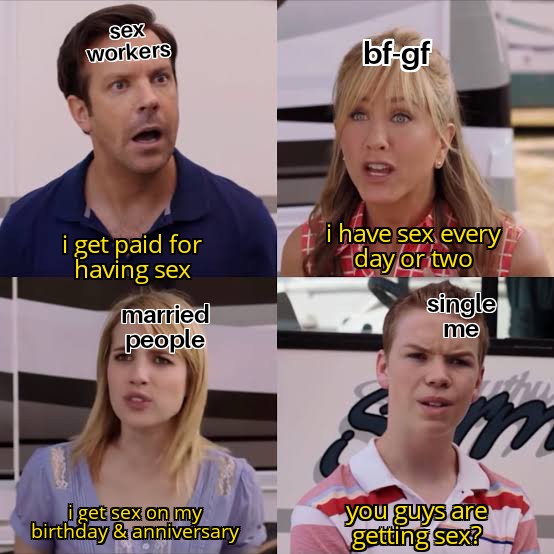 sex
workers
i get paid for
having sex
bf-gf
i have sex every
day or two
married
people
i get sex on my
birthday & anniversary
single
me
you guys are
getting sex?